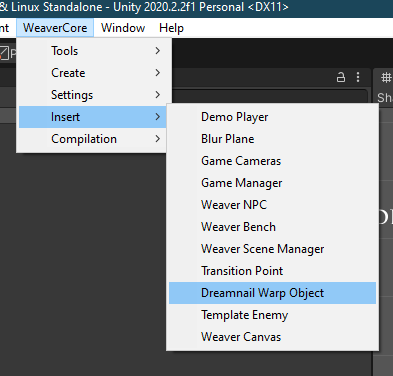 & Linux Standalone - Unity 2020.2.2f1 Personal <DX11>
nt WeaverCore Window Help
Tools
Create
Settings
Insert
Compilation
Demo Player
Blur Plane
Game Cameras
Game Manager
Weaver NPC
Weaver Bench
Weaver Scene Manager
Transition Point
Dreamnail Warp Object
Template Enemy
Weaver Canvas